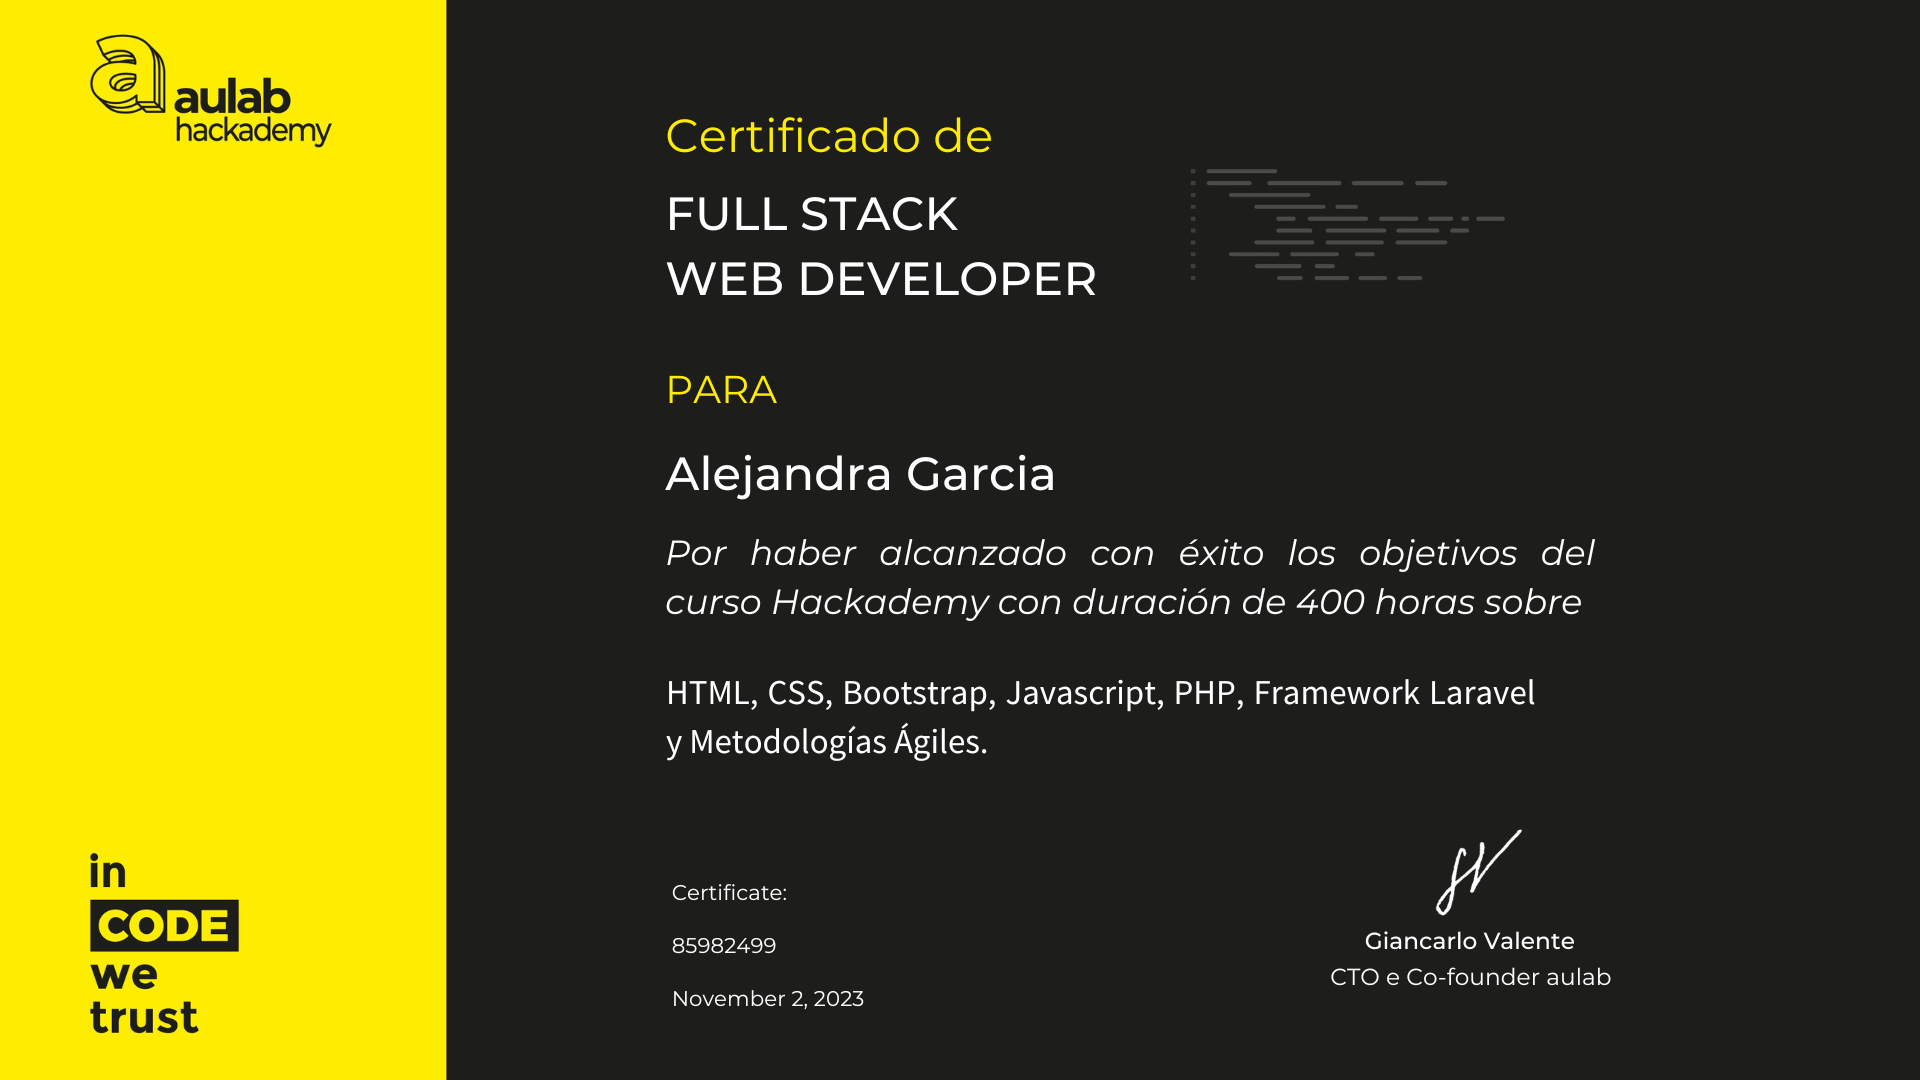 aulab
hackademy
Certificado de
FULL STACK
WEB DEVELOPER
PARA
Alejandra Garcia
Por haber alcanzado con éxito los objetivos del
curso Hackademy con duración de 400 horas sobre
HTML, CSS, Bootstrap, Javascript, PHP, Framework Laravel
y Metodologías Ágiles.
in
CODE
we
trust
Certificate:
85982499
November 2, 2023
Giancarlo Valente
CTO e Co-founder aulab